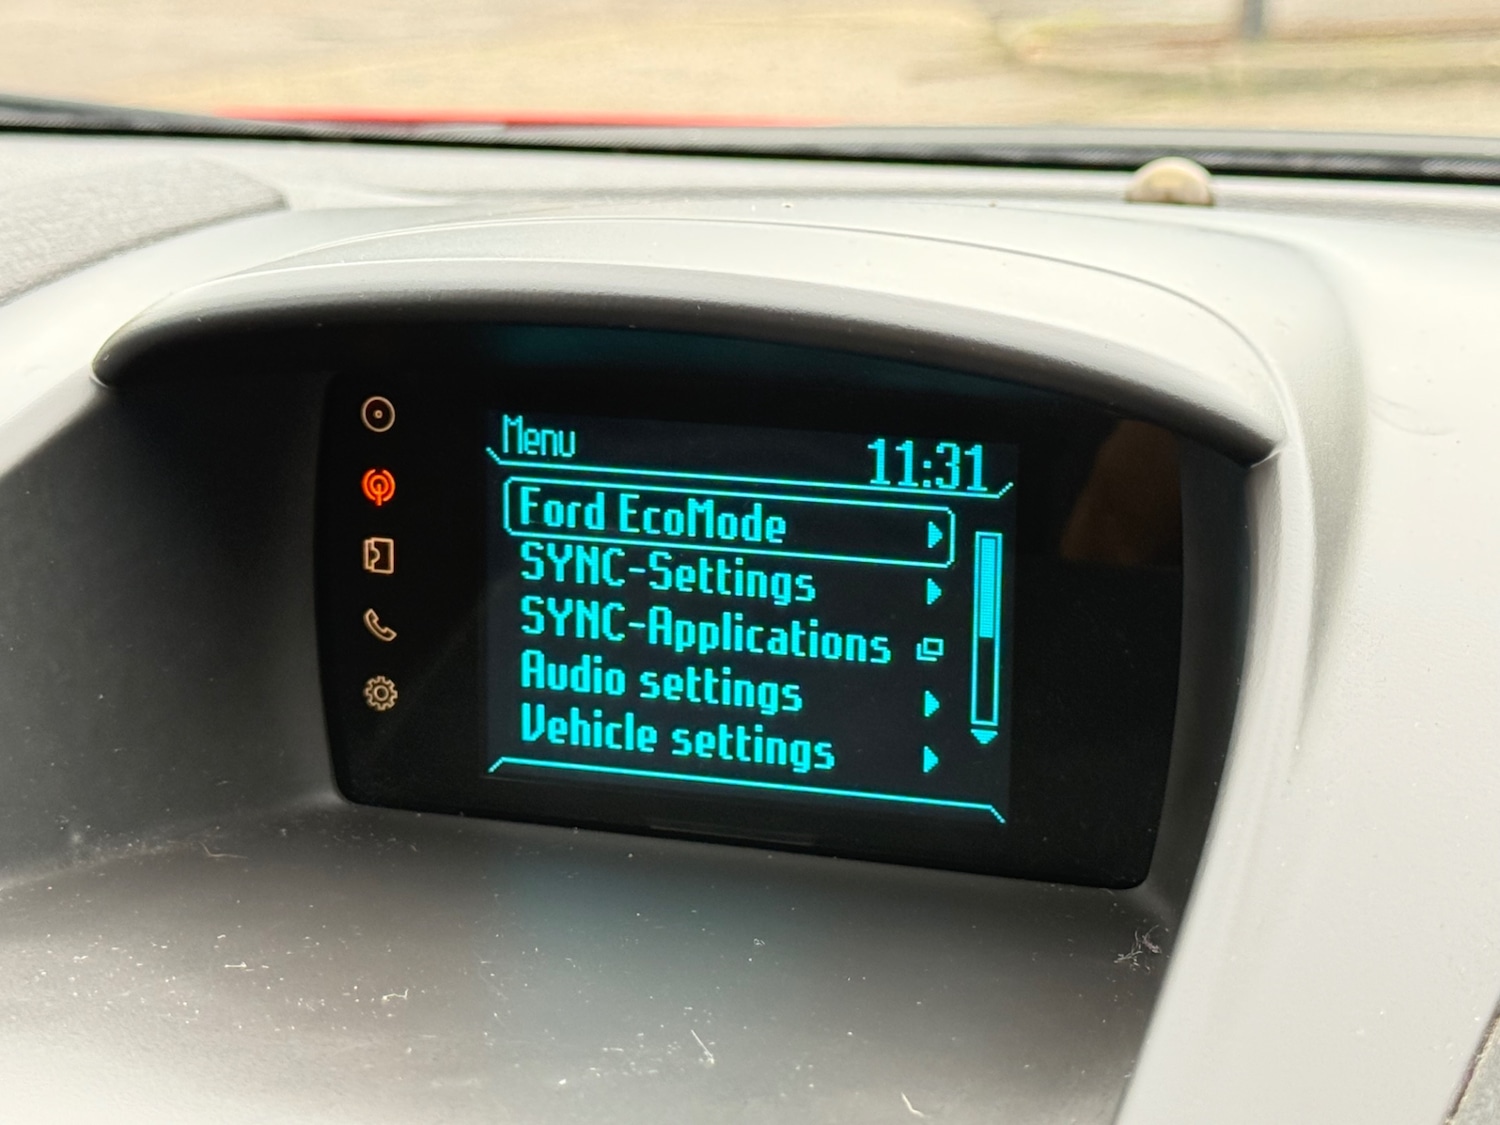 Menu
11:31
Ford EcoMode
SYNC-Settings
SYNC-Applications
Audio settings
Vehicle settings